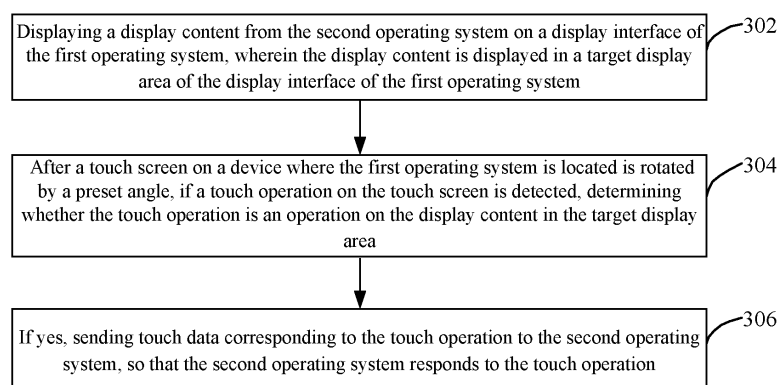 Displaying a display content from the second operating system on a display interface of
the first operating system, wherein the display content is displayed in a target display
area of the display interface of the first operating system
302
After a touch screen on a device where the first operating system is located is rotated
by a preset angle, if a touch operation on the touch screen is detected, determining
whether the touch operation is an operation on the display content in the target display
area
304
If yes, sending touch data corresponding to the touch operation to the second operating
system, so that the second operating system responds to the touch operation
306